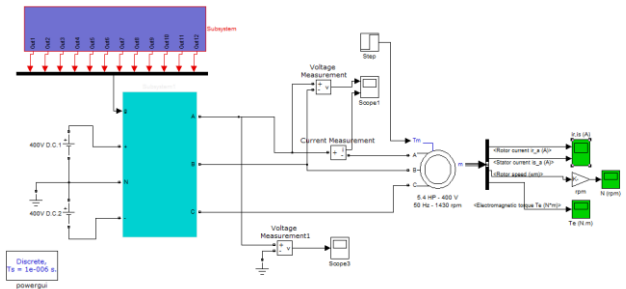 Subsystem
Out1 Out2 Out3 Out4 Out5 Out6 Out7 Out8 Out9 Out10 Out11 Out12
Step
Voltage
Measurement
Scope1
g
A
400V D.C.1
+
Current Measurement
Tm
A
B
B
N
C
m
<Rotor current ir_a (A)>
<Stator current is_a (A)>
<Rotor speed (wm)>
<Electromagnetic torque Te (N*m)>
ir,is (A)
rpm
N (rpm)
Te (N.m)
5.4 HP - 400 V
50 Hz - 1430 rpm
400V D.C.2
-
C
Voltage
Measurement1
Scope3
Discrete,
Ts = 1e-006 s.
powergui